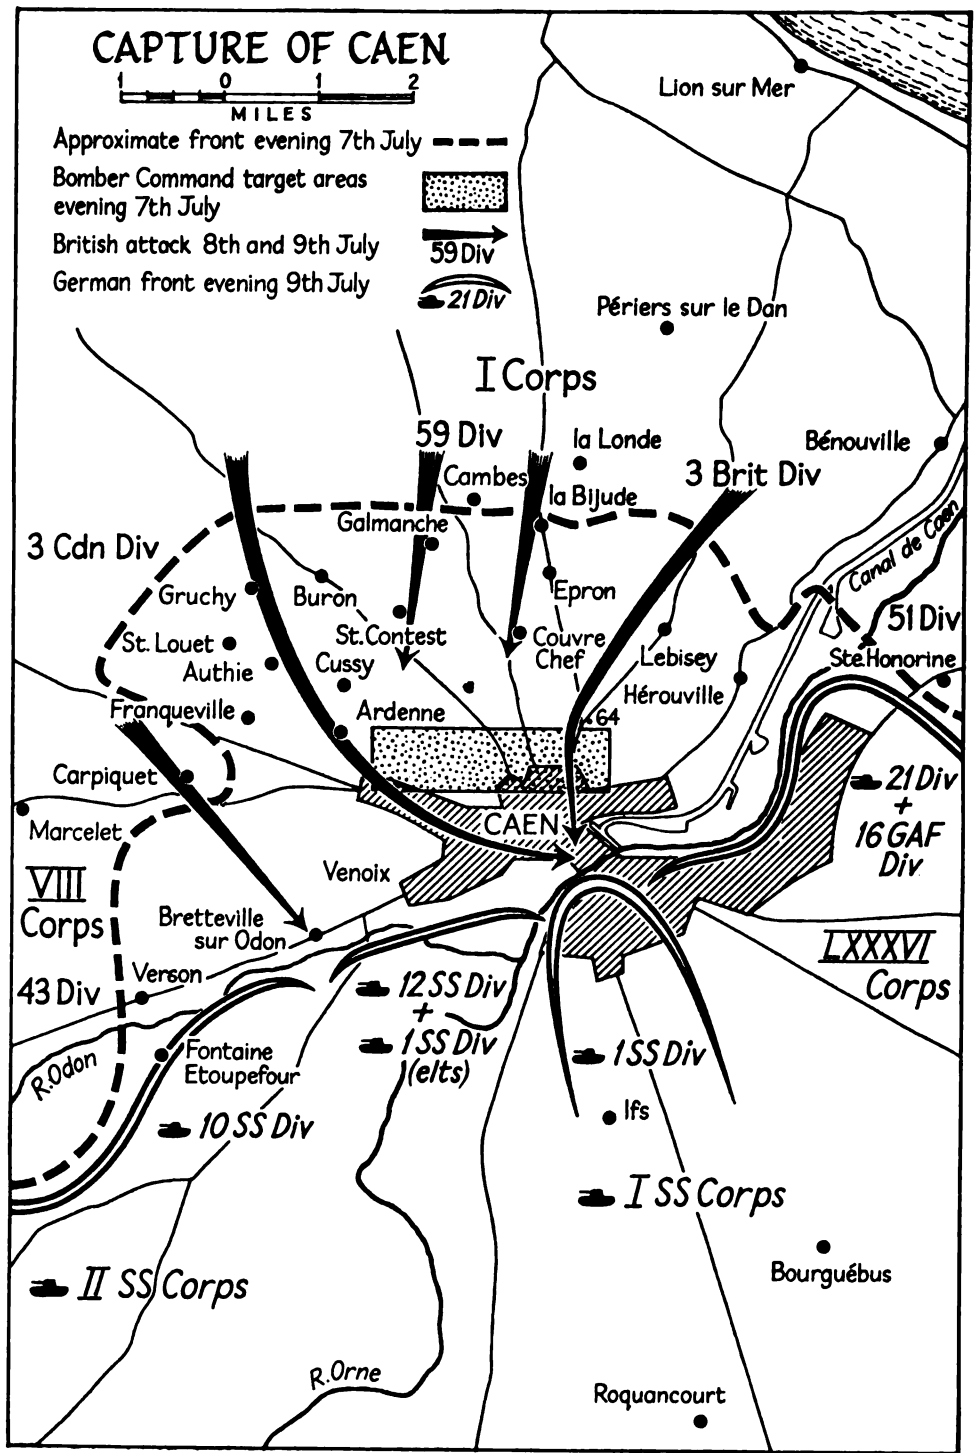 CAPTURE OF CAEN
1 0 1 2
MILES
Approximate front evening 7th July
Bomber Command target areas
evening 7th July
British attack 8th and 9th July
59 Div
German front evening 9th July
21 Div
Lion sur Mer
Périers sur le Dan
I Corps
59 Div
la Londe
Bénouville
Cambes
3 Brit Div
la Bijude
Galmanche
Canal de Caen
3 Cdn Div
Gruchy
Buron
Epron
51 Div
St. Louet
St. Contest
Couvre
Chef
Lebisey
Ste. Honorine
Authie
Cussy
Hérouville
Franqueville
Ardenne
64
Carpiquet
21 Div
+
16 GAF
Div
Marcelet
CAEN
Venoix
VIII
Corps
Bretteville
sur Odon
LXXXVI
Corps
43 Div
Verson
12 SS Div
+
1 SS Div
(elts)
R. Odon
Fontaine
Etoupefour
1 SS Div
Ifs
10 SS Div
I SS Corps
Bourguébus
II SS Corps
R. Orne
Roquancourt